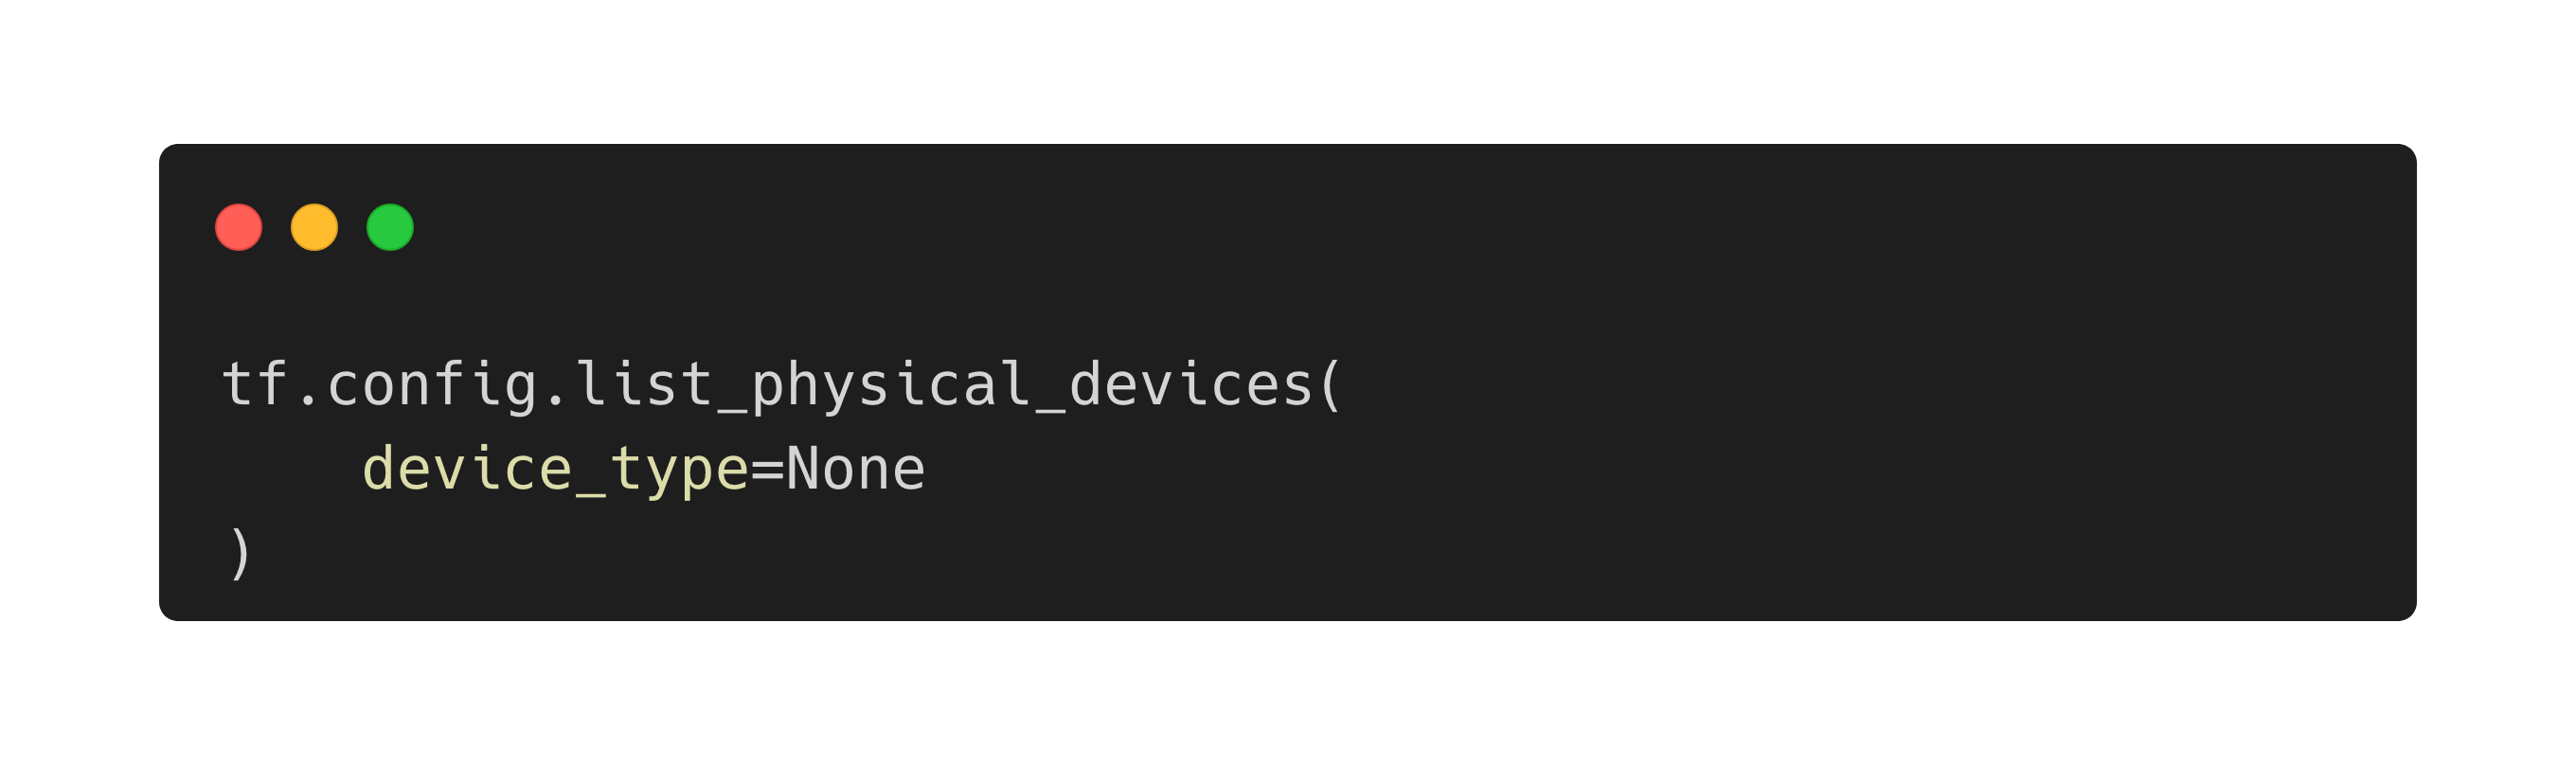 tf.config.list_physical_devices(
    device_type=None
)